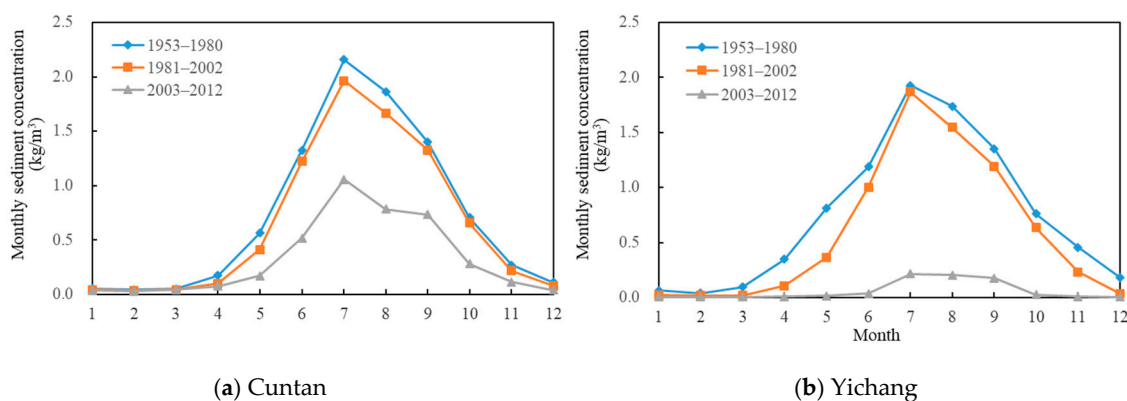 Monthly sediment concentration
(kg/m³)
2.5
2.0
1.5
1.0
0.5
0.0
1953–1980
1981–2002
2003–2012
1 2 3 4 5 6 7 8 9 10 11 12
(a) Cuntan
Monthly sediment concentration
(kg/m³)
2.5
2.0
1.5
1.0
0.5
0.0
1953–1980
1981–2002
2003–2012
1 2 3 4 5 6 7 8 9 10 11 12
Month
(b) Yichang